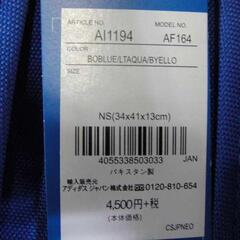 ARTICLE NO. MODEL NO.
AI1194 AF164
COLOR
BOBLUE/LTAQUA/BYELLO
SIZE
NS(34x41x13cm)
パキスタン製
4055338503033 JAN
輸入販売元
アディダス ジャパン株式会社 0120-810-654
4,500円+税
(本体価格)
CSJPNEO